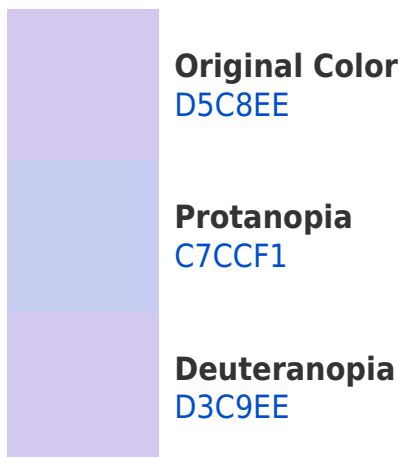 Original Color
D5C8EE
Protanopia
C7CCF1
Deuteranopia
D3C9EE